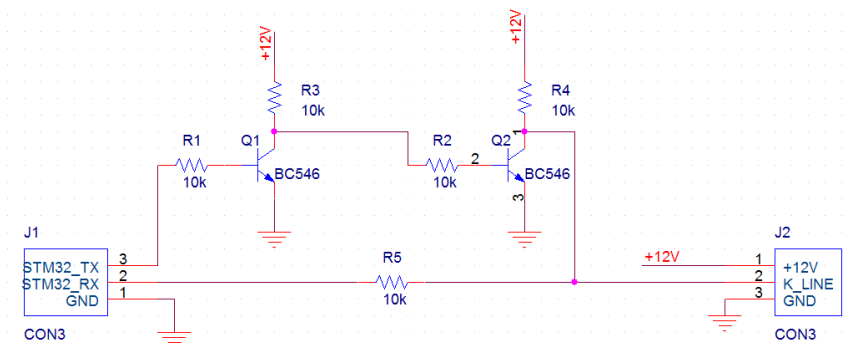 +12V
+12V
R3
10k
R4
10k
R1
10k
Q1
BC546
R2
10k
2
Q2
1
BC546
3
J1
STM32_TX
3
STM32_RX
2
GND
1
CON3
R5
10k
+12V
J2
1
+12V
2
K_LINE
3
GND
CON3